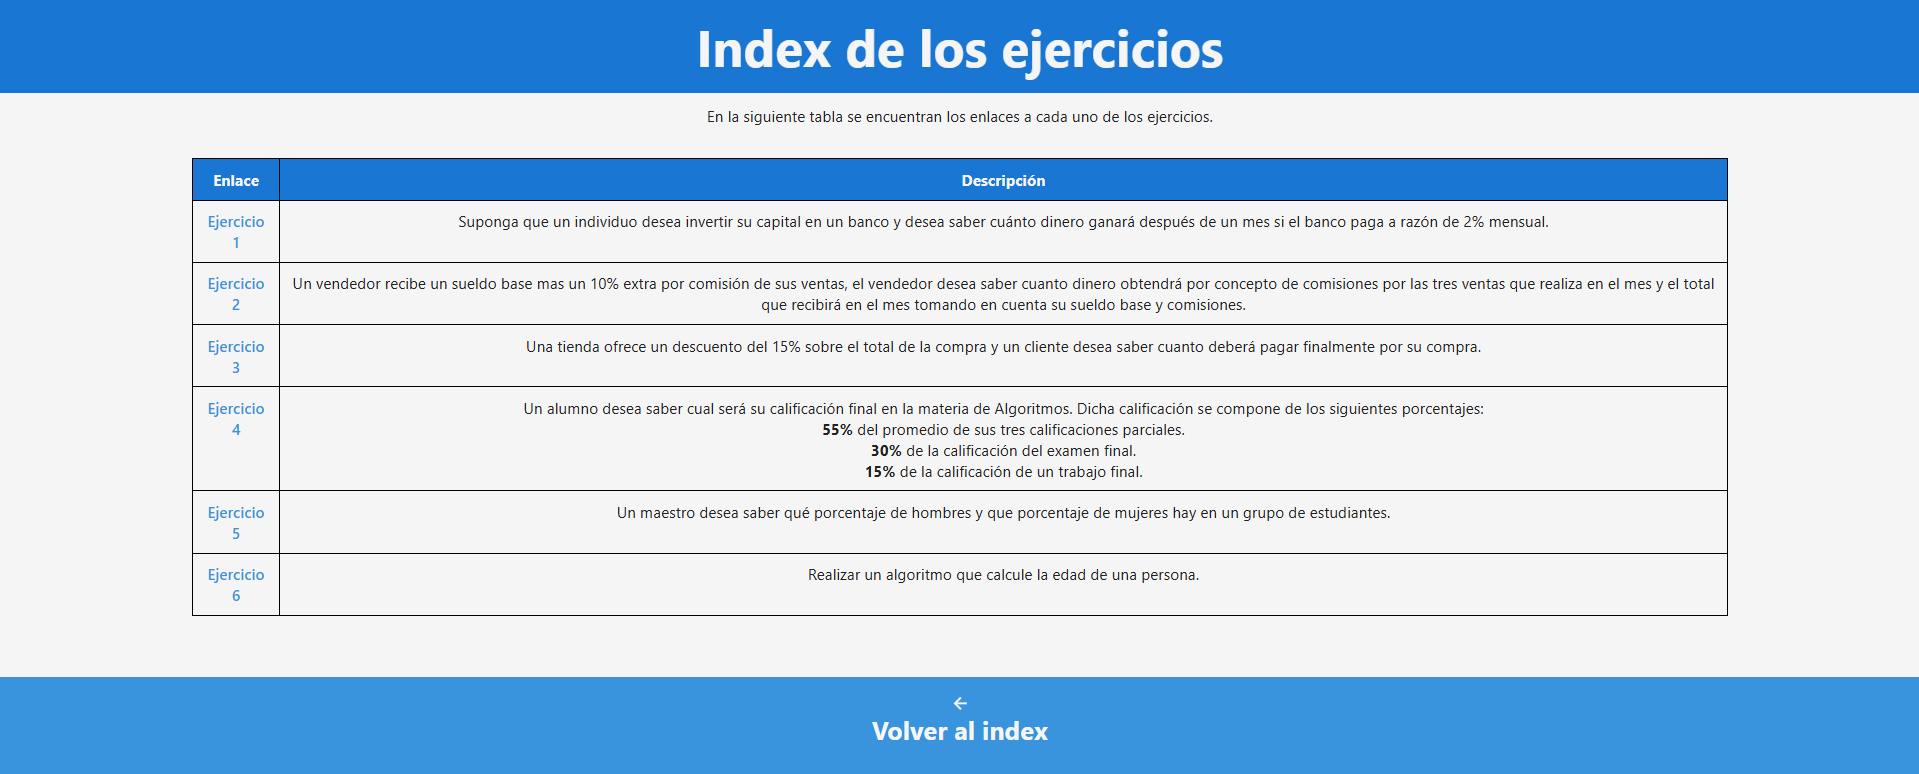 Index de los ejercicios
En la siguiente tabla se encuentran los enlaces a cada uno de los ejercicios.
Enlace Descripción
Ejercicio 1 Suponga que un individuo desea invertir su capital en un banco y desea saber cuánto dinero ganará después de un mes si el banco paga a razón de 2% mensual.
Ejercicio 2 Un vendedor recibe un sueldo base mas un 10% extra por comisión de sus ventas, el vendedor desea saber cuanto dinero obtendrá por concepto de comisiones por las tres ventas que realiza en el mes y el total
que recibirá en el mes tomando en cuenta su sueldo base y comisiones.
Ejercicio 3 Una tienda ofrece un descuento del 15% sobre el total de la compra y un cliente desea saber cuanto deberá pagar finalmente por su compra.
Ejercicio 4 Un alumno desea saber cual será su calificación final en la materia de Algoritmos. Dicha calificación se compone de los siguientes porcentajes:
55% del promedio de sus tres calificaciones parciales.
30% de la calificación del examen final.
15% de la calificación de un trabajo final.
Ejercicio 5 Un maestro desea saber qué porcentaje de hombres y que porcentaje de mujeres hay en un grupo de estudiantes.
Ejercicio 6 Realizar un algoritmo que calcule la edad de una persona.
←
Volver al index